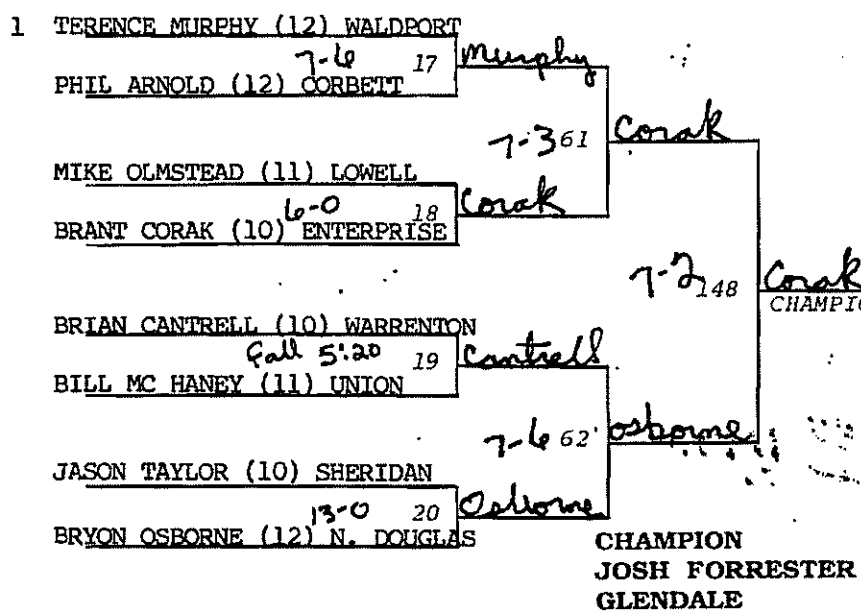 1 TERENCE MURPHY (12) WALDPORT
7-6 17 Murphy
PHIL ARNOLD (12) CORBETT
7-3 61 Corak
MIKE OLMSTEAD (11) LOWELL
6-0 18 Corak
BRANT CORAK (10) ENTERPRISE
7-2 148 Corak
CHAMPIO
BRIAN CANTRELL (10) WARRENTON
Fall 5:20 19 Cantrell
BILL MC HANEY (11) UNION
7-6 62 Osborne
JASON TAYLOR (10) SHERIDAN
13-0 20 Osborne
BRYON OSBORNE (12) N. DOUGLAS
CHAMPION
JOSH FORRESTER
GLENDALE